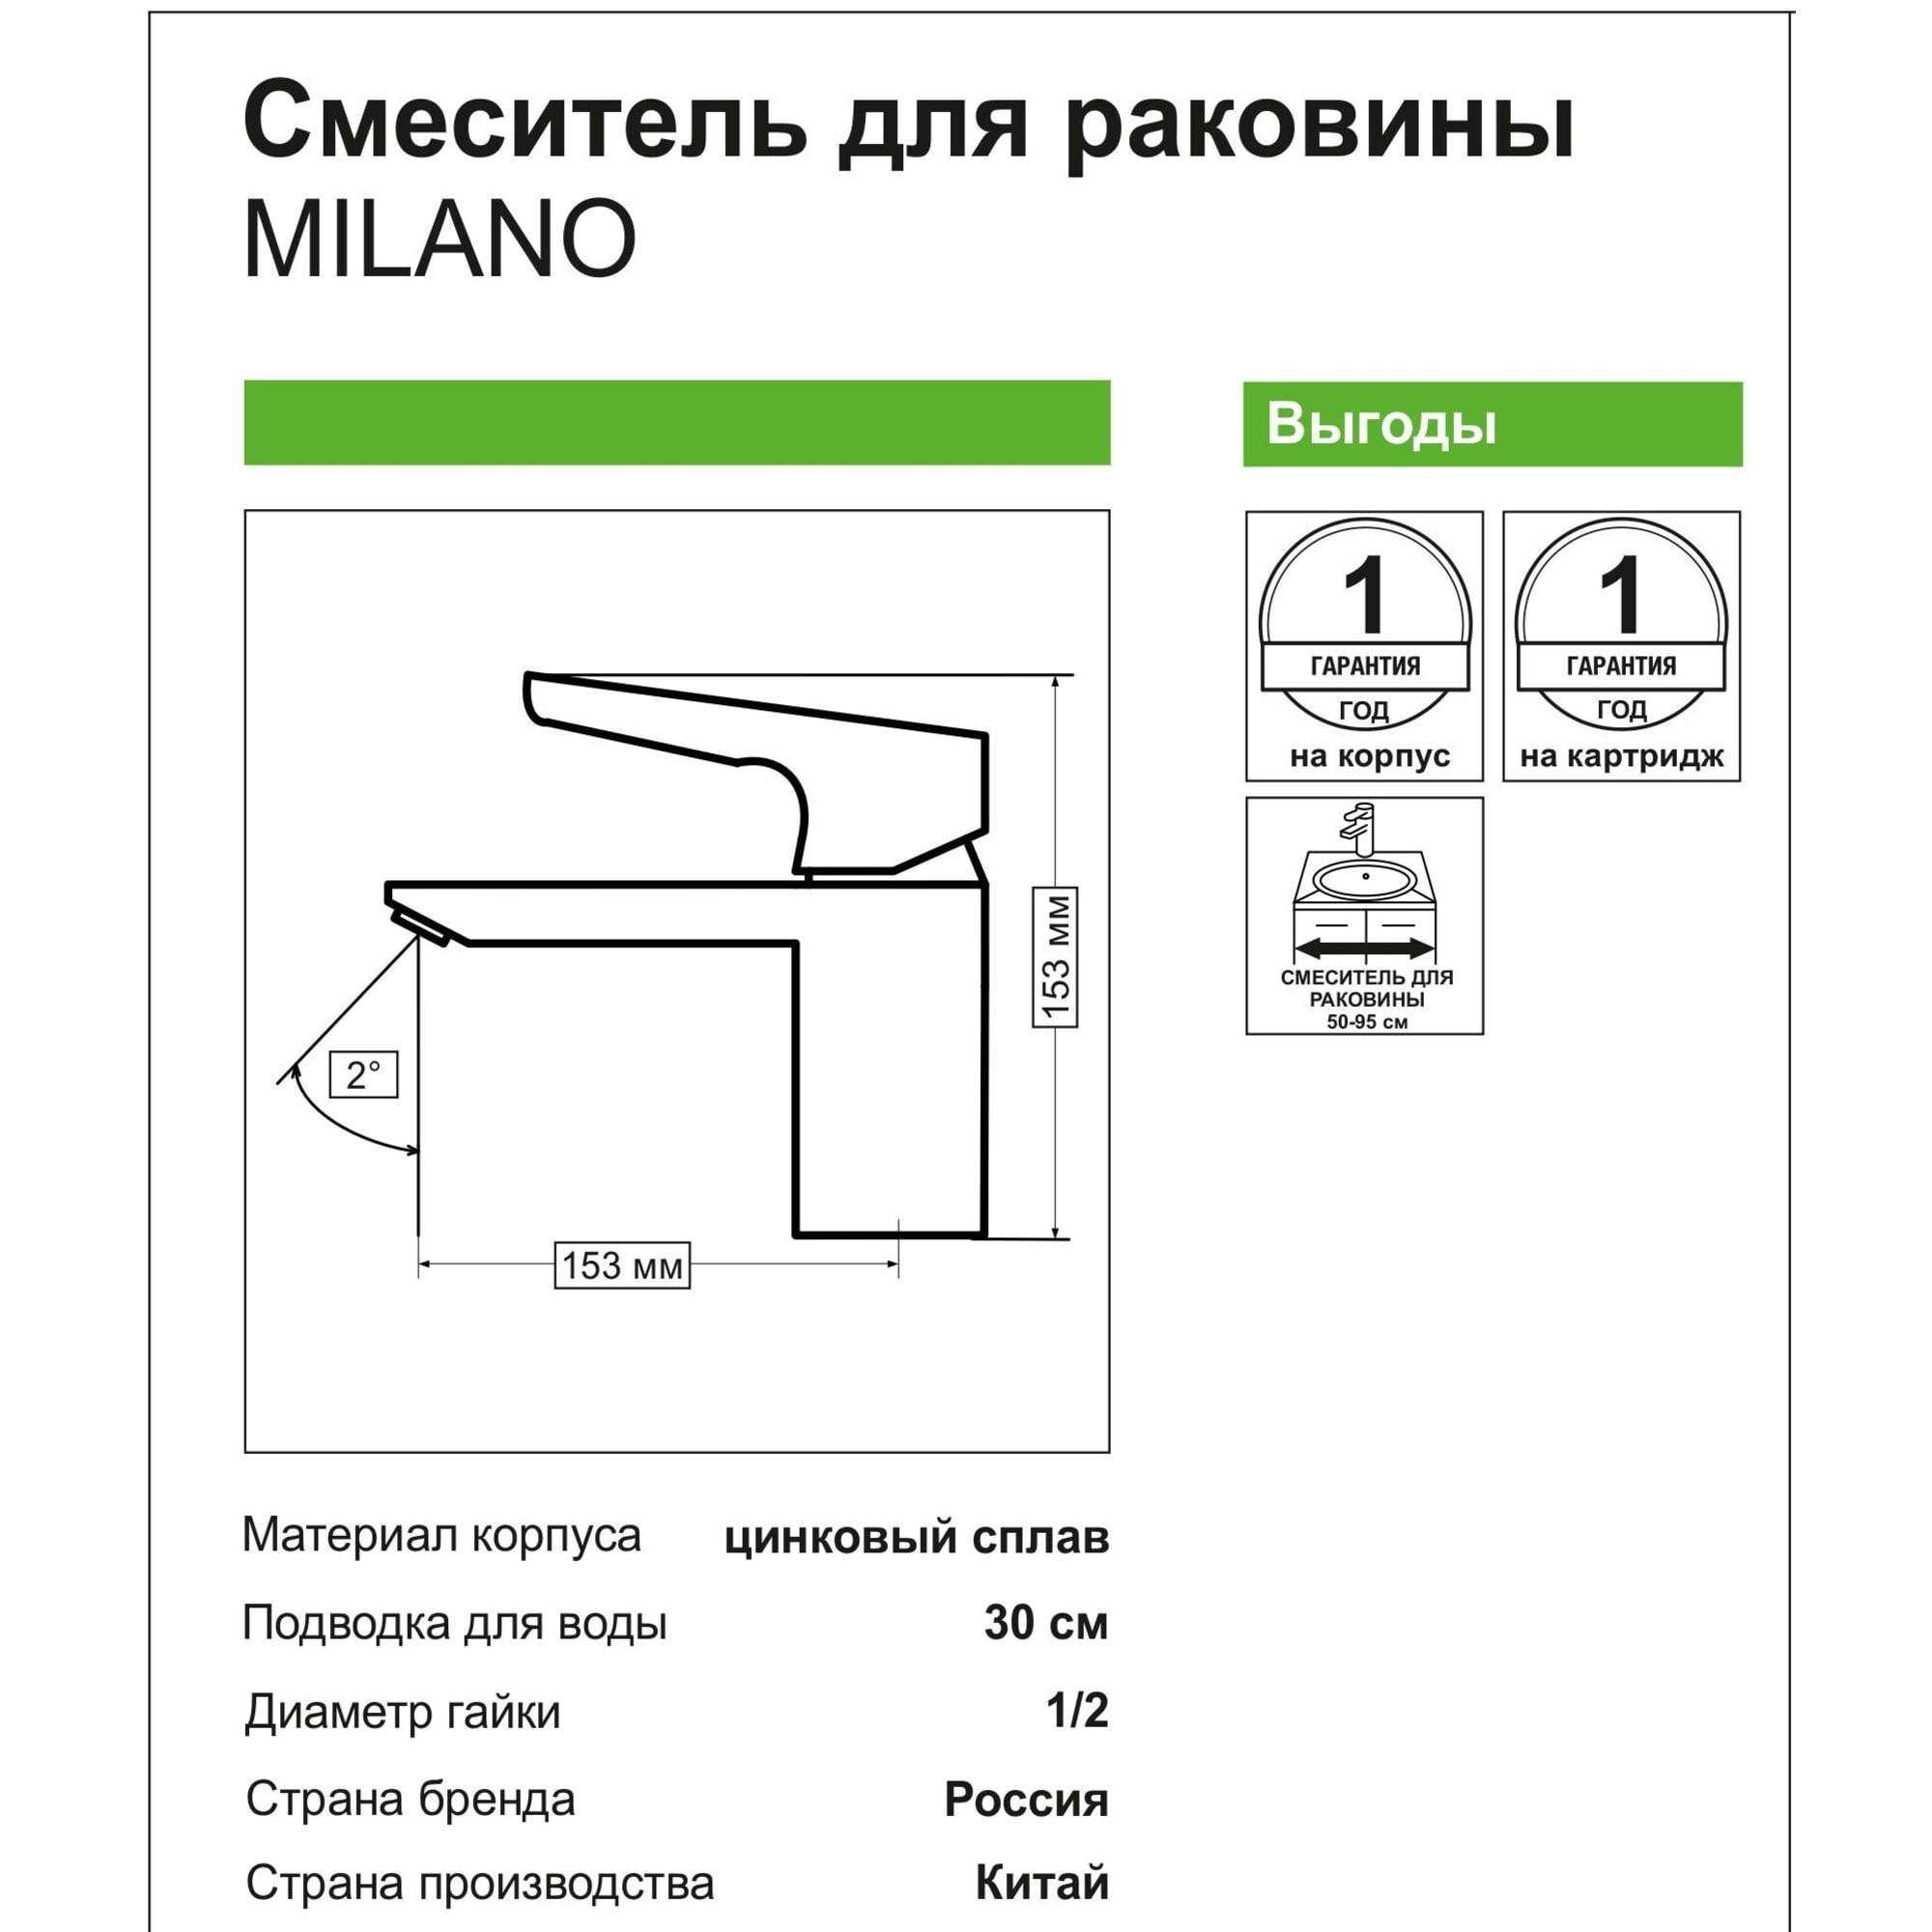 Смеситель для раковины
MILANO
Выгоды
1
ГАРАНТИЯ
ГОД
на корпус
1
ГАРАНТИЯ
ГОД
на картридж
СМЕСИТЕЛЬ ДЛЯ
РАКОВИНЫ
50-95 см
153 мм
2°
153 мм
Материал корпуса цинковый сплав
Подводка для воды 30 см
Диаметр гайки 1/2
Страна бренда Россия
Страна производства Китай